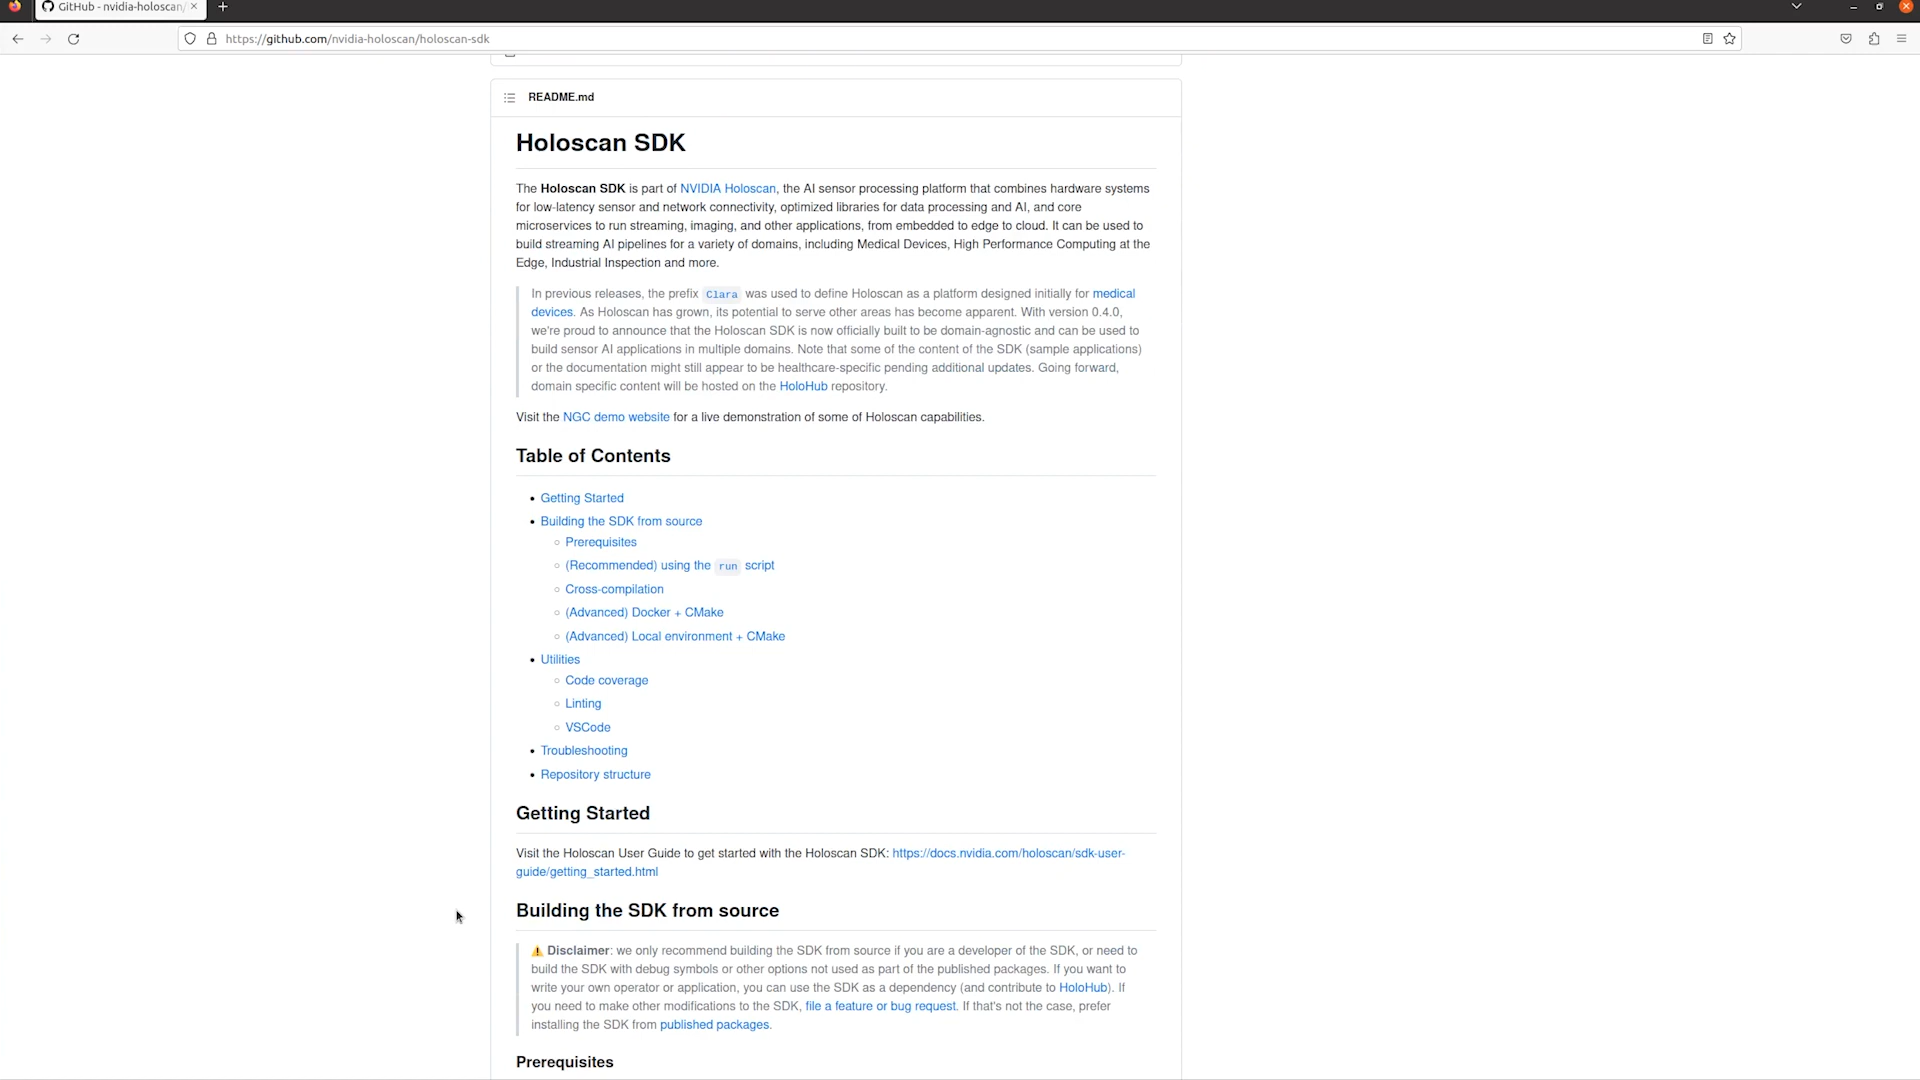 GitHub - nvidia-holoscan/
https://github.com/nvidia-holoscan/holoscan-sdk
README.md
Holoscan SDK
The Holoscan SDK is part of NVIDIA Holoscan, the AI sensor processing platform that combines hardware systems
for low-latency sensor and network connectivity, optimized libraries for data processing and AI, and core
microservices to run streaming, imaging, and other applications, from embedded to edge to cloud. It can be used to
build streaming AI pipelines for a variety of domains, including Medical Devices, High Performance Computing at the
Edge, Industrial Inspection and more.
In previous releases, the prefix Clara was used to define Holoscan as a platform designed initially for medical
devices. As Holoscan has grown, its potential to serve other areas has become apparent. With version 0.4.0,
we're proud to announce that the Holoscan SDK is now officially built to be domain-agnostic and can be used to
build sensor AI applications in multiple domains. Note that some of the content of the SDK (sample applications)
or the documentation might still appear to be healthcare-specific pending additional updates. Going forward,
domain specific content will be hosted on the HoloHub repository.
Visit the NGC demo website for a live demonstration of some of Holoscan capabilities.
Table of Contents
Getting Started
Building the SDK from source
Prerequisites
(Recommended) using the run script
Cross-compilation
(Advanced) Docker + CMake
(Advanced) Local environment + CMake
Utilities
Code coverage
Linting
VSCode
Troubleshooting
Repository structure
Getting Started
Visit the Holoscan User Guide to get started with the Holoscan SDK: https://docs.nvidia.com/holoscan/sdk-user-
guide/getting_started.html
Building the SDK from source
⚠️ Disclaimer: we only recommend building the SDK from source if you are a developer of the SDK, or need to
build the SDK with debug symbols or other options not used as part of the published packages. If you want to
write your own operator or application, you can use the SDK as a dependency (and contribute to HoloHub). If
you need to make other modifications to the SDK, file a feature or bug request. If that's not the case, prefer
installing the SDK from published packages.
Prerequisites